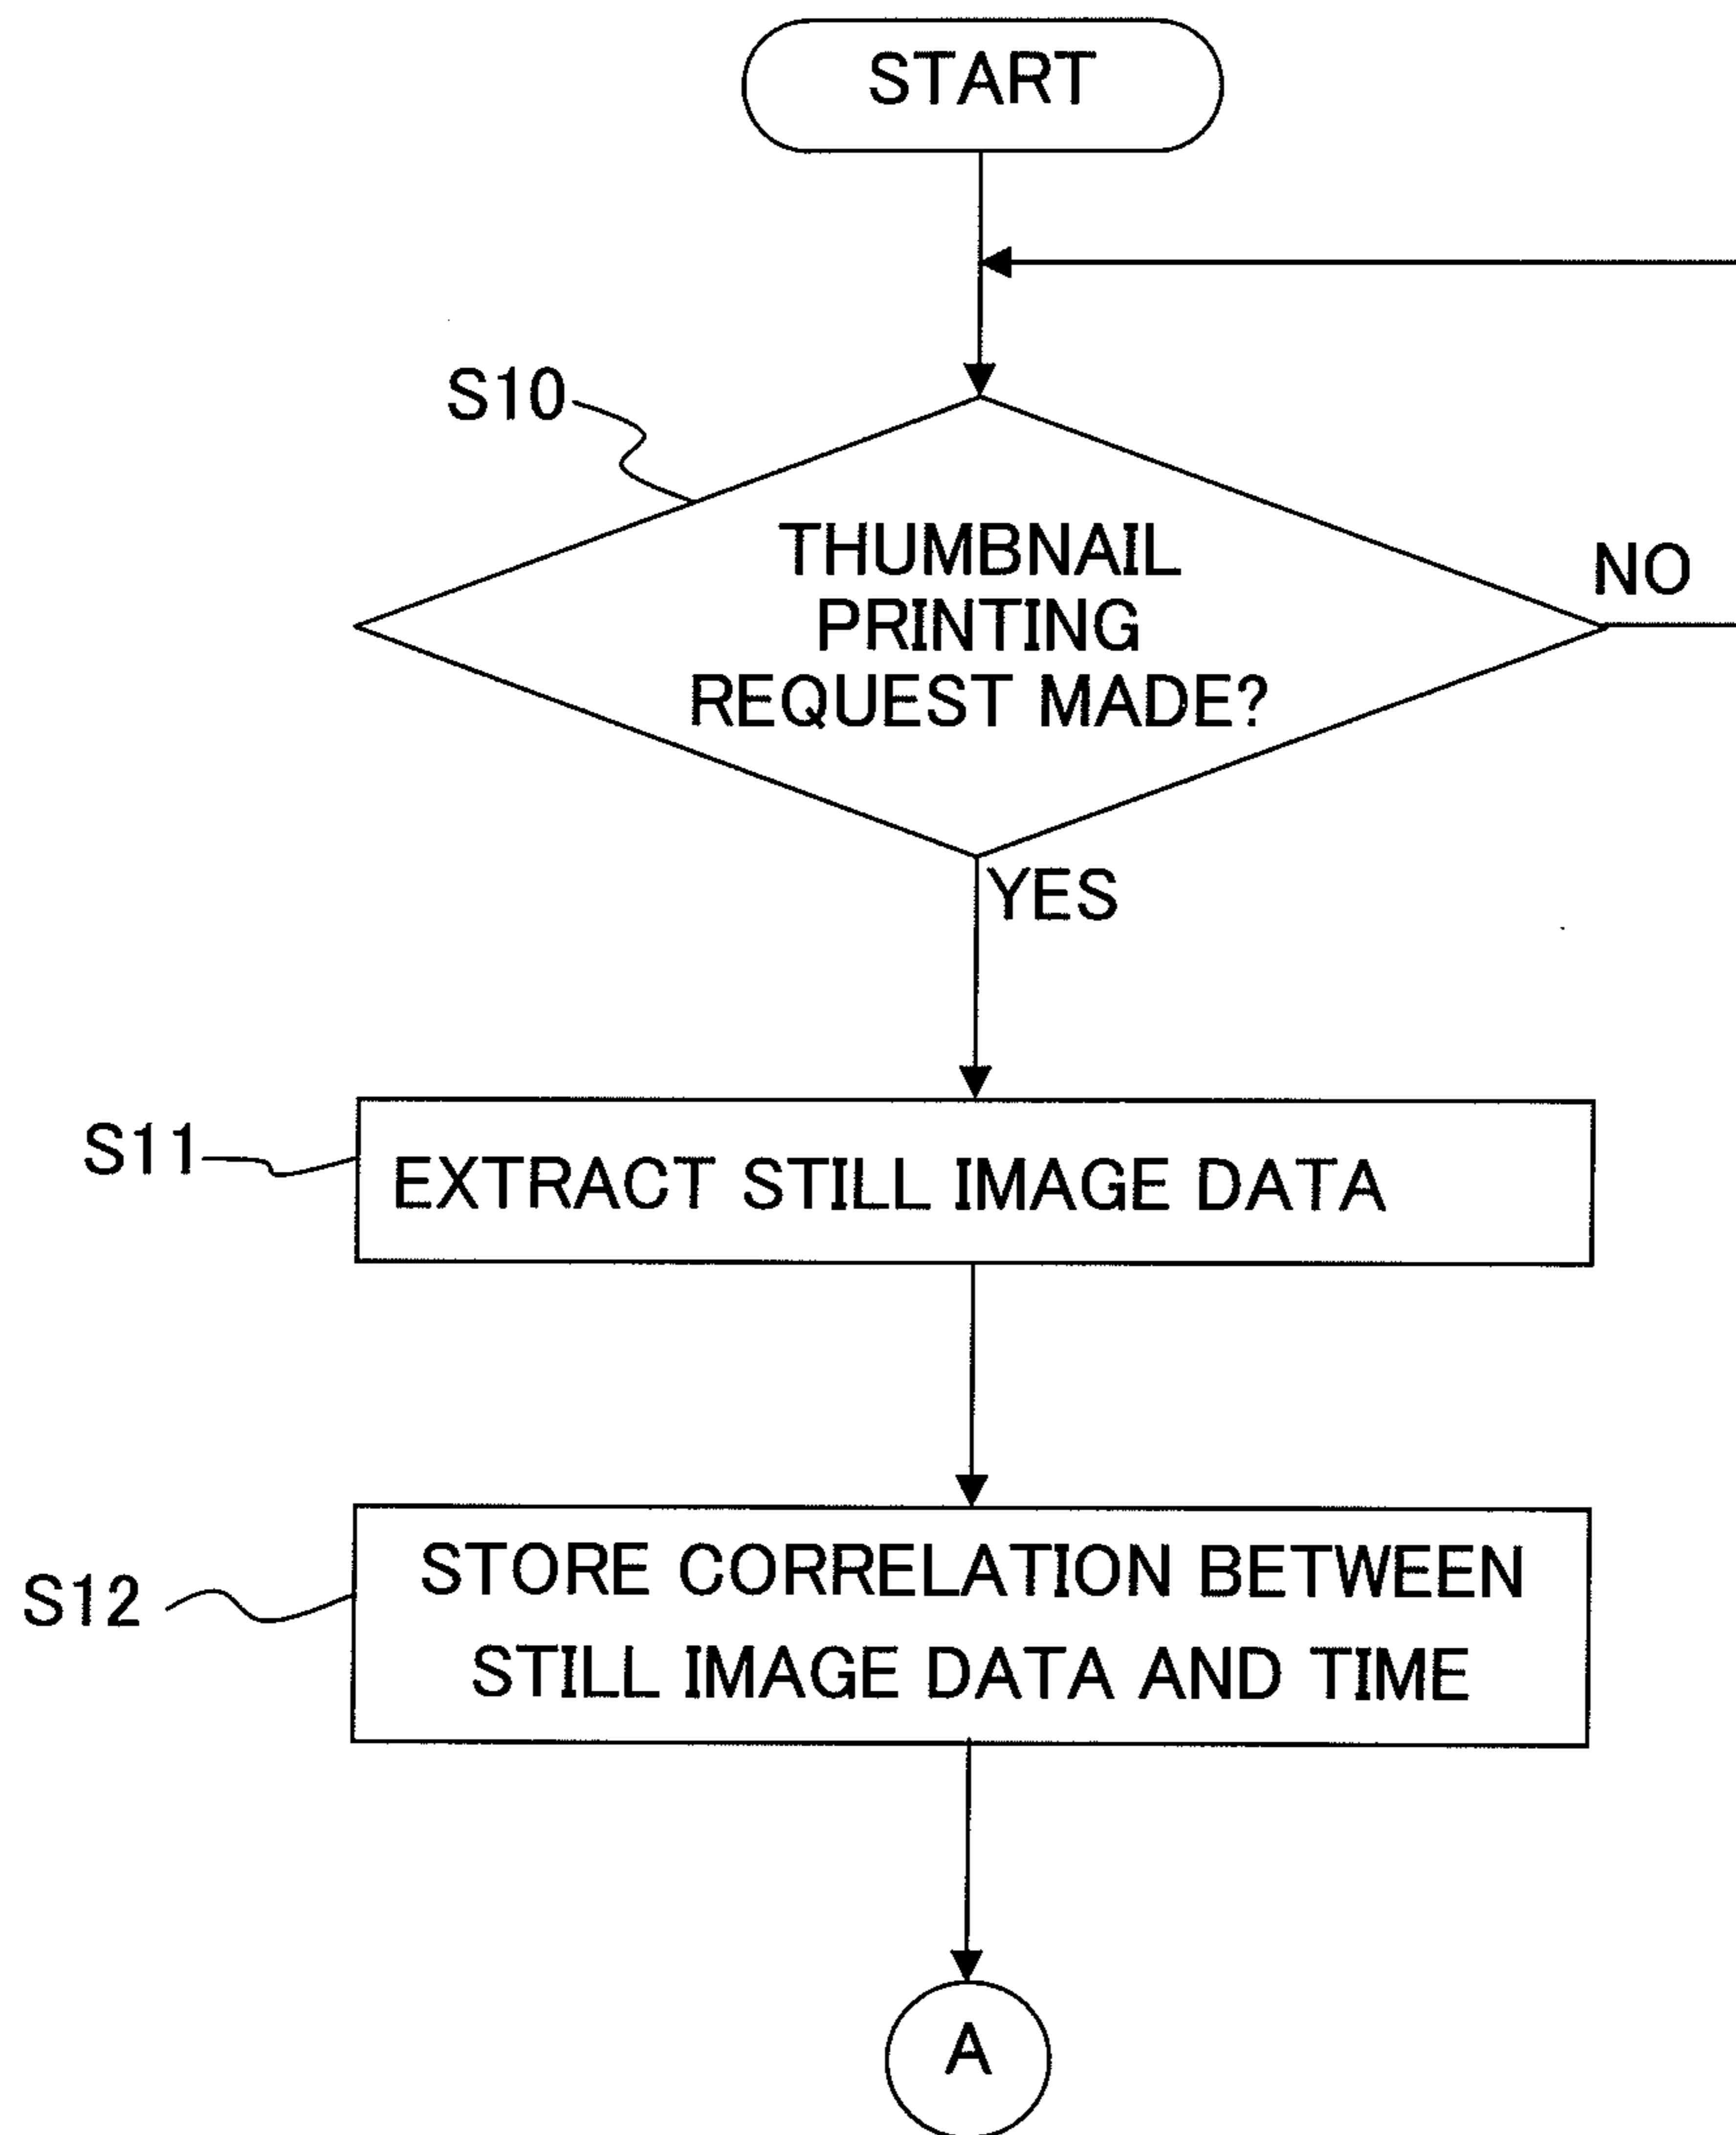 START
S10
THUMBNAIL
PRINTING
REQUEST MADE?
NO
YES
S11
EXTRACT STILL IMAGE DATA
S12
STORE CORRELATION BETWEEN
STILL IMAGE DATA AND TIME
A